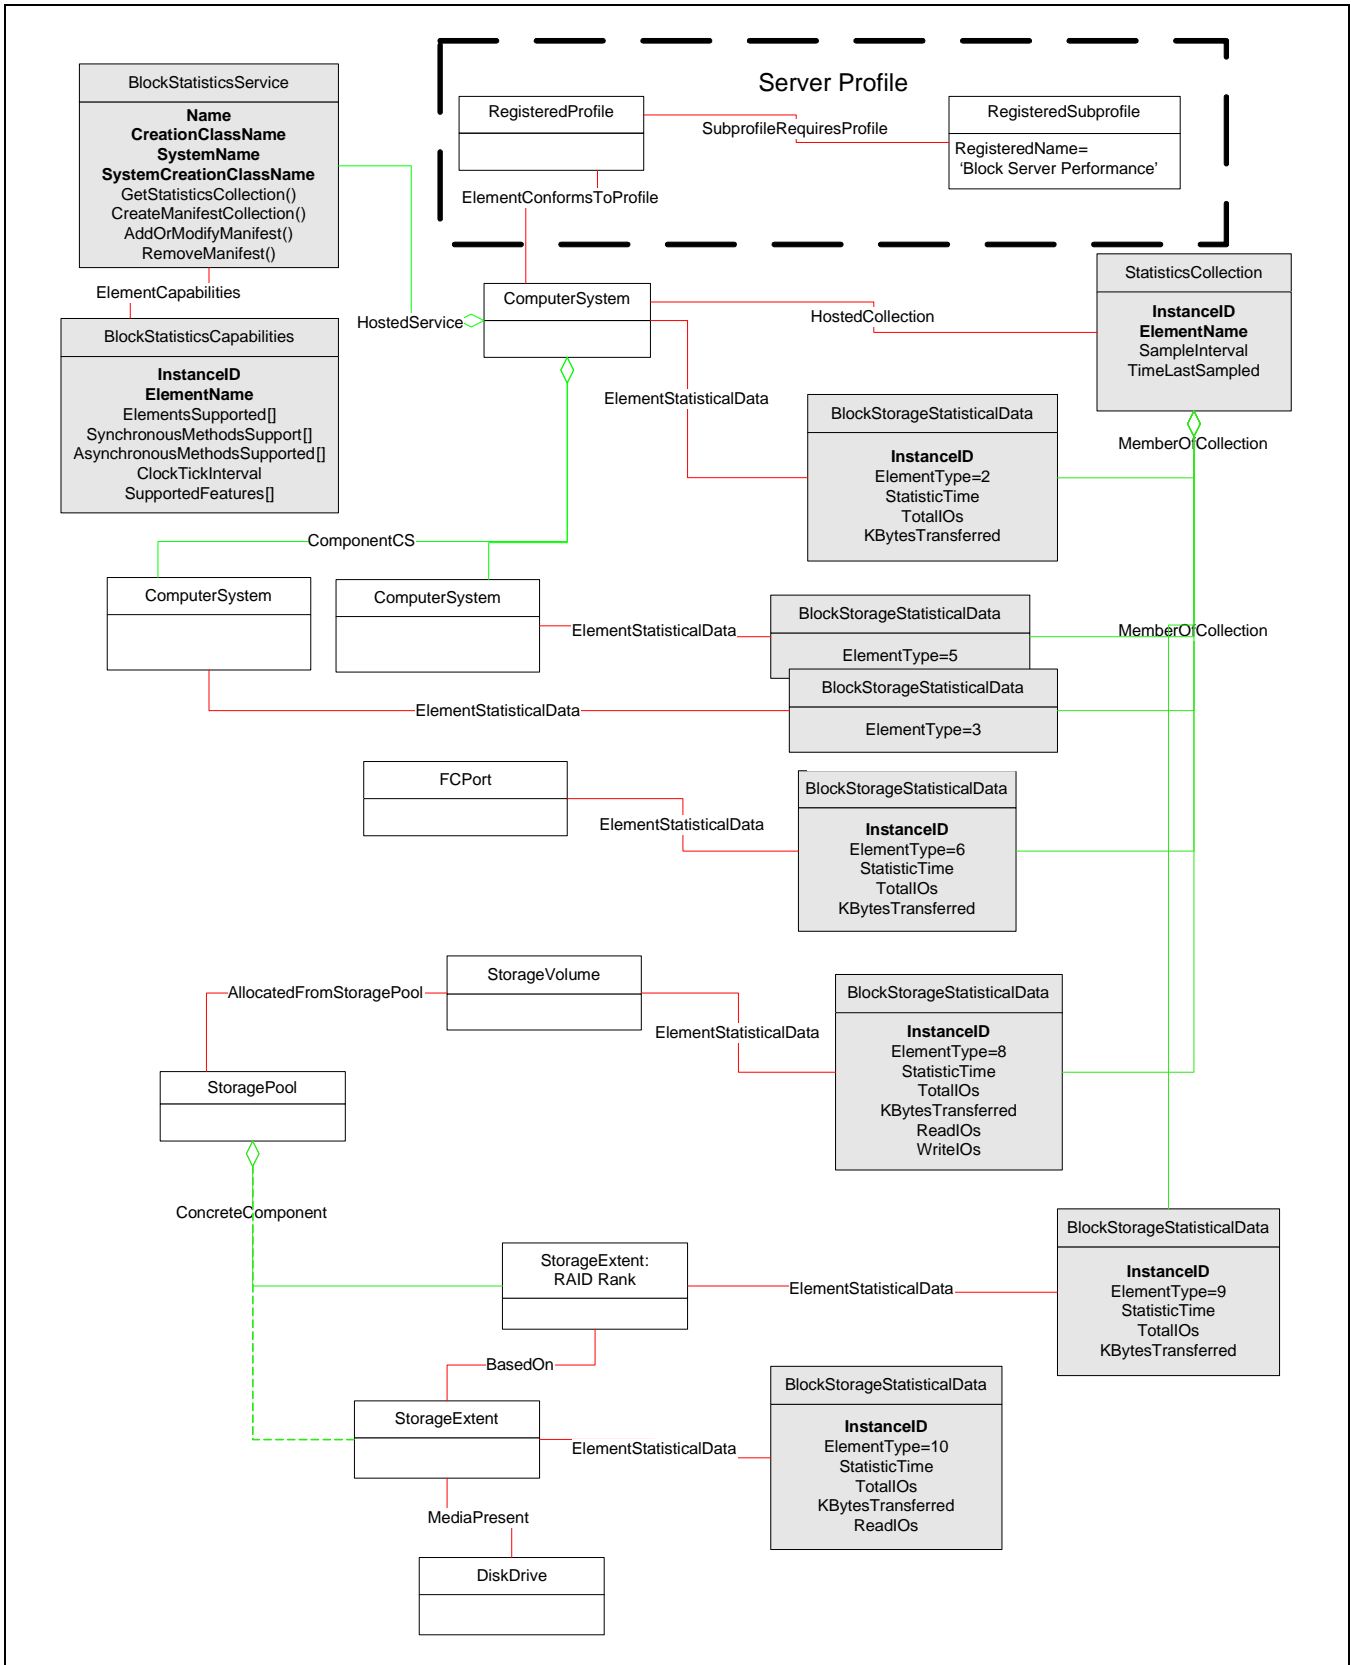 Server Profile
BlockStatisticsService
Name
CreationClassName
SystemName
SystemCreationClassName
GetStatisticsCollection()
CreateManifestCollection()
AddOrModifyManifest()
RemoveManifest()
RegisteredProfile
SubprofileRequiresProfile
RegisteredSubprofile
RegisteredName=
‘Block Server Performance’
ElementConformsToProfile
ElementCapabilities
BlockStatisticsCapabilities
InstanceID
ElementName
ElementsSupported[]
SynchronousMethodsSupport[]
AsynchronousMethodsSupported[]
ClockTickInterval
SupportedFeatures[]
HostedService
ComputerSystem
HostedCollection
StatisticsCollection
InstanceID
ElementName
SampleInterval
TimeLastSampled
ElementStatisticalData
BlockStorageStatisticalData
InstanceID
ElementType=2
StatisticTime
TotalIOs
KBytesTransferred
MemberOfCollection
ComponentCS
ComputerSystem
ComputerSystem
ElementStatisticalData
BlockStorageStatisticalData
ElementType=5
MemberOfCollection
ElementStatisticalData
BlockStorageStatisticalData
ElementType=3
FCPort
ElementStatisticalData
BlockStorageStatisticalData
InstanceID
ElementType=6
StatisticTime
TotalIOs
KBytesTransferred
AllocatedFromStoragePool
StorageVolume
ElementStatisticalData
BlockStorageStatisticalData
InstanceID
ElementType=8
StatisticTime
TotalIOs
KBytesTransferred
ReadIOs
WriteIOs
StoragePool
ConcreteComponent
StorageExtent:
RAID Rank
ElementStatisticalData
BlockStorageStatisticalData
InstanceID
ElementType=9
StatisticTime
TotalIOs
KBytesTransferred
BasedOn
StorageExtent
ElementStatisticalData
BlockStorageStatisticalData
InstanceID
ElementType=10
StatisticTime
TotalIOs
KBytesTransferred
ReadIOs
MediaPresent
DiskDrive